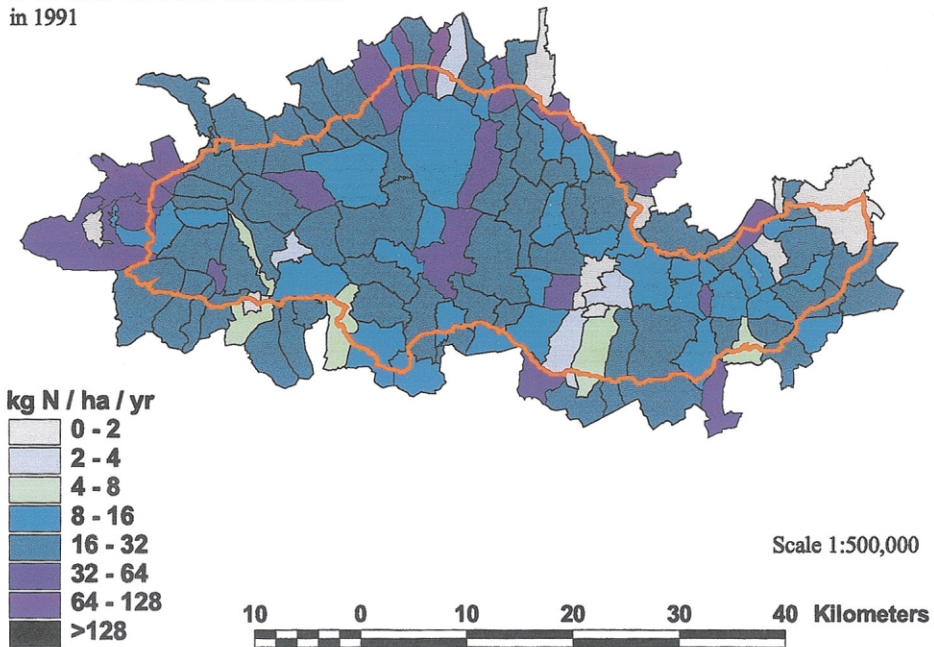 in 1991
kg N / ha / yr
0 - 2
2 - 4
4 - 8
8 - 16
16 - 32
32 - 64
64 - 128
>128
Scale 1:500,000
10 0 10 20 30 40 Kilometers